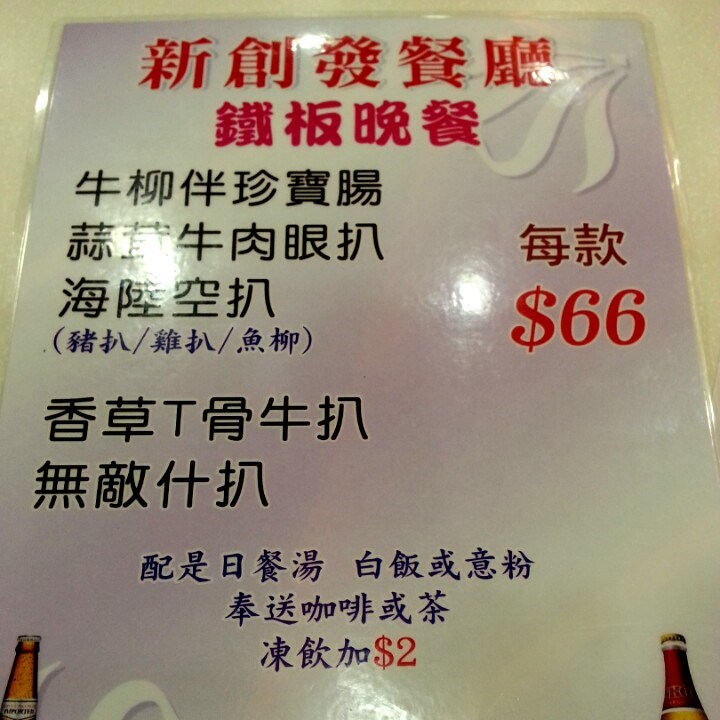 新創發餐廳
鐵板晚餐
牛柳伴珍寶腸
蒜茸牛肉眼扒
海陸空扒
(豬扒/雞扒/魚柳)
每款
$66
香草T骨牛扒
無敵什扒
配是日餐湯 白飯或意粉
奉送咖啡或茶
凍飲加$2